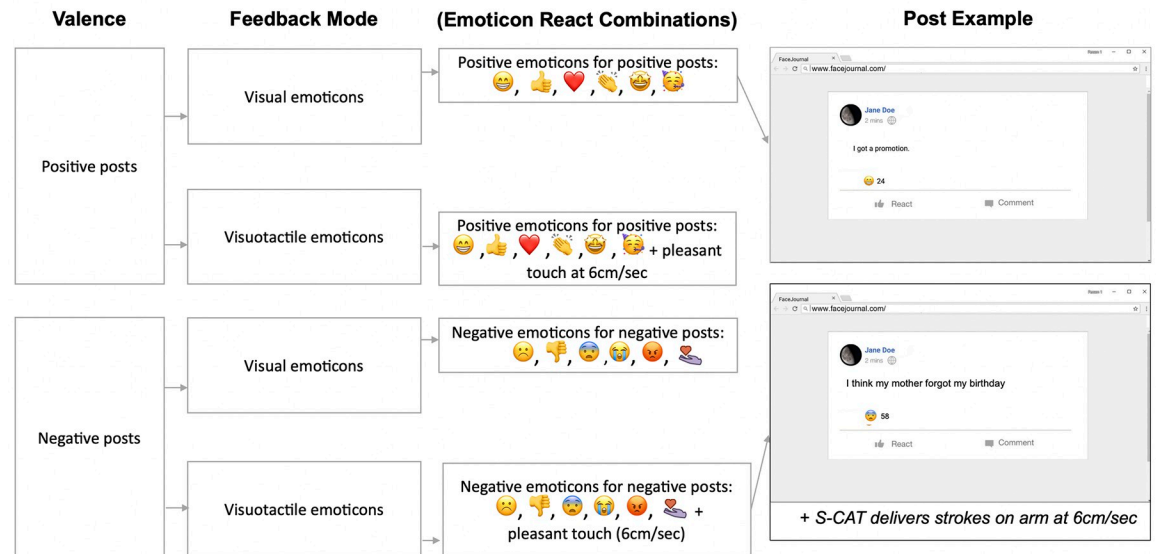 Valence
Feedback Mode
(Emoticon React Combinations)
Post Example
Positive posts
Visual emoticons
Positive emoticons for positive posts:
😁, 👍, ❤️, 👏, 🤩, 🥳
FaceJournal
www.facejournal.com/
Jane Doe
2 mins
I got a promotion.
😁 24
React
Comment
Visuotactile emoticons
Positive emoticons for positive posts:
😁, 👍, ❤️, 👏, 🤩, 🥳 + pleasant
touch at 6cm/sec
Negative posts
Visual emoticons
Negative emoticons for negative posts:
☹️, 👎, 😨, 😭, 😡, 
FaceJournal
www.facejournal.com/
Jane Doe
2 mins
I think my mother forgot my birthday
😨 58
React
Comment
Visuotactile emoticons
Negative emoticons for negative posts:
☹️, 👎, 😨, 😭, 😡, +
pleasant touch (6cm/sec)
+ S-CAT delivers strokes on arm at 6cm/sec